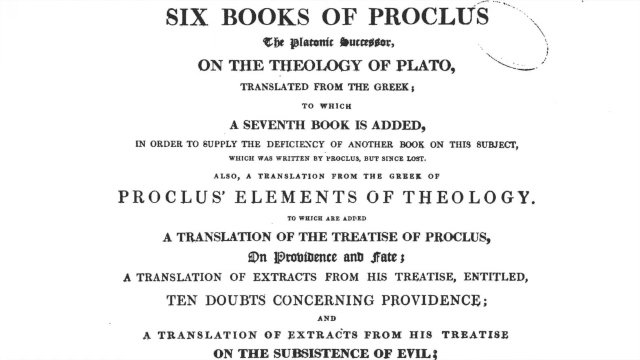 SIX BOOKS OF PROCLUS
The Platonic Successor,
ON THE THEOLOGY OF PLATO,
TRANSLATED FROM THE GREEK;
TO WHICH
A SEVENTH BOOK IS ADDED,
IN ORDER TO SUPPLY THE DEFICIENCY OF ANOTHER BOOK ON THIS SUBJECT,
WHICH WAS WRITTEN BY PROCLUS, BUT SINCE LOST.
ALSO, A TRANSLATION FROM THE GREEK OF
PROCLUS' ELEMENTS OF THEOLOGY.
TO WHICH ARE ADDED
A TRANSLATION OF THE TREATISE OF PROCLUS,
On Providence and Fate;
A TRANSLATION OF EXTRACTS FROM HIS TREATISE, ENTITLED,
TEN DOUBTS CONCERNING PROVIDENCE;
AND
A TRANSLATION OF EXTRACTS FROM HIS TREATISE
ON THE SUBSISTENCE OF EVIL;